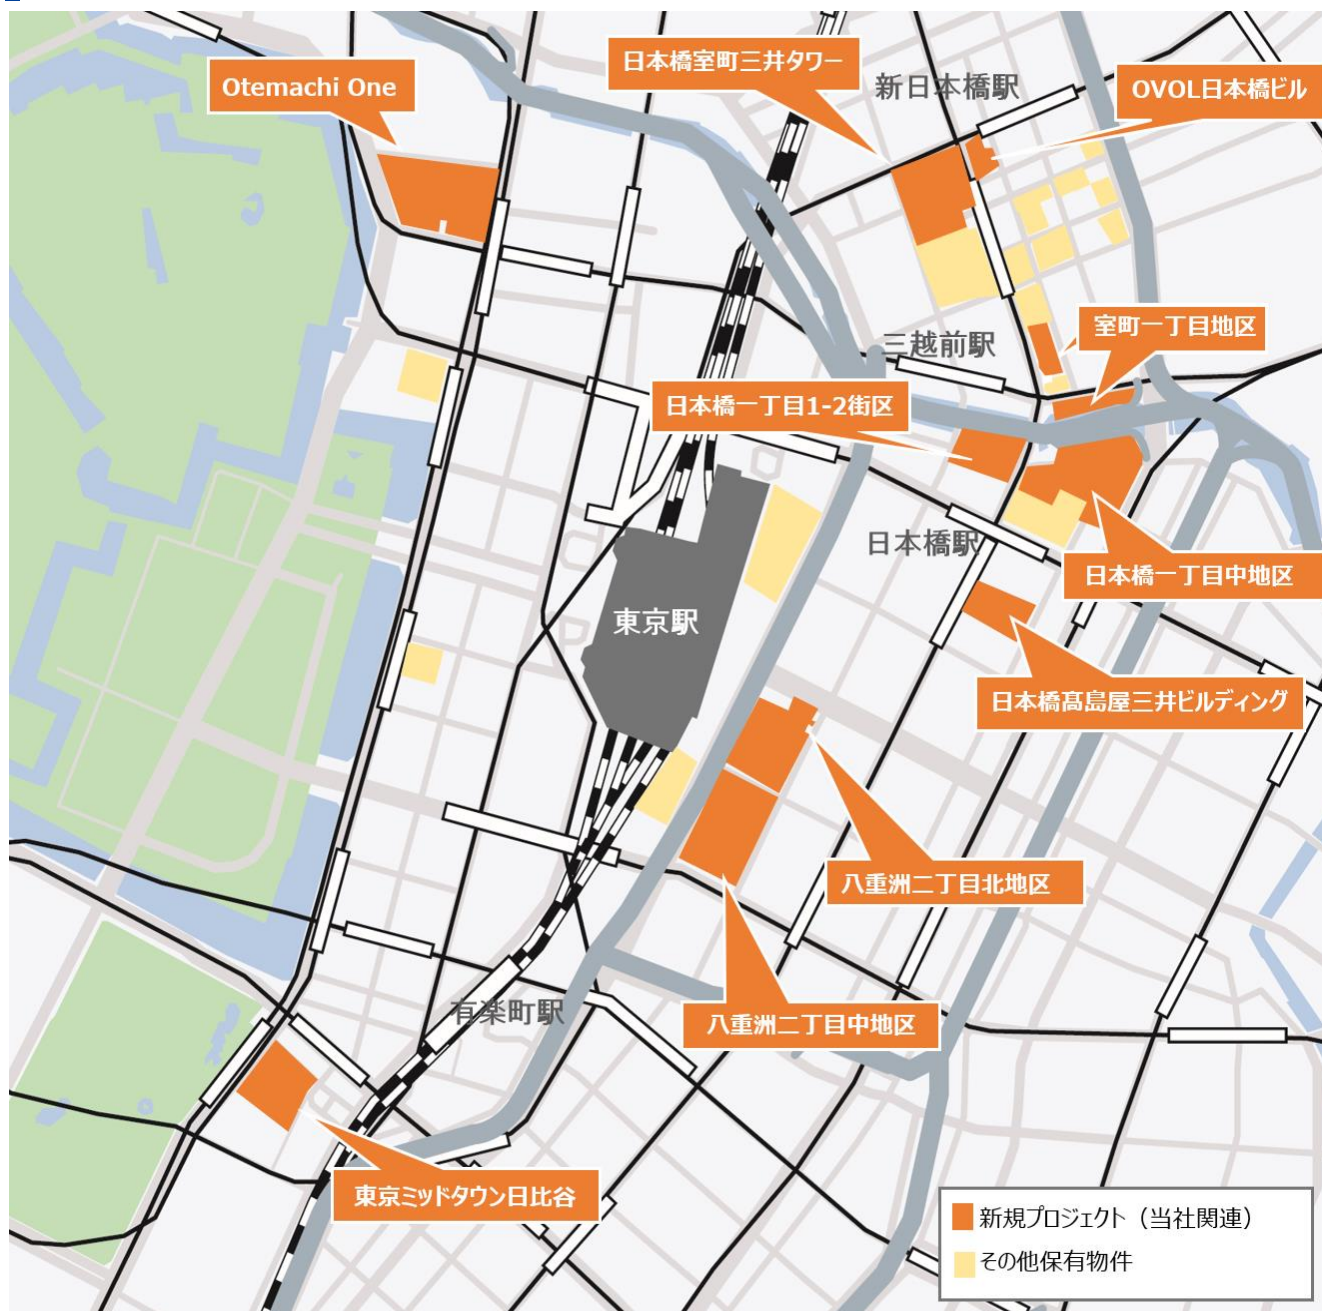 日本橋室町三井タワー
Otemachi One
新日本橋駅
OVOL日本橋ビル
室町一丁目地区
三越前駅
日本橋一丁目1-2街区
日本橋駅
日本橋一丁目中地区
東京駅
日本橋髙島屋三井ビルディング
八重洲二丁目北地区
有楽町駅
八重洲二丁目中地区
東京ミッドタウン日比谷
新規プロジェクト（当社関連）
その他保有物件